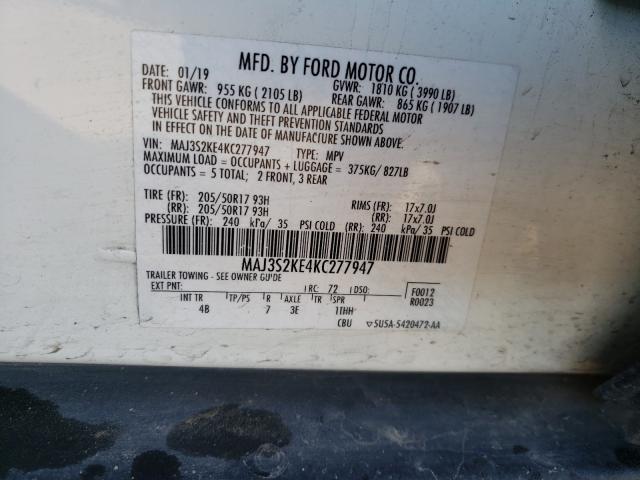 MFD. BY FORD MOTOR CO.
DATE: 01/19 GVWR: 1810 KG ( 3990 LB)
FRONT GAWR: 955 KG ( 2105 LB) REAR GAWR: 865 KG ( 1907 LB)
THIS VEHICLE CONFORMS TO ALL APPLICABLE FEDERAL MOTOR
VEHICLE SAFETY AND THEFT PREVENTION STANDARDS
IN EFFECT ON THE DATE OF MANUFACTURE SHOWN ABOVE.
VIN: MAJ3S2KE4KC277947 TYPE: MPV
MAXIMUM LOAD = OCCUPANTS + LUGGAGE = 375KG/ 827LB
OCCUPANTS = 5 TOTAL; 2 FRONT, 3 REAR
TIRE (FR): 205/50R17 93H RIMS (FR): 17x7.0J
(RR): 205/50R17 93H (RR): 17x7.0J
PRESSURE (FR): 240 kPa/ 35 PSI COLD (RR): 240 kPa/ 35 PSI COLD
MAJ3S2KE4KC277947
TRAILER TOWING - SEE OWNER GUIDE
EXT PNT: RC: 72 DSO: F0012
R0023
INT TR TP/PS R AXLE TR SPR
4B 7 3E 1THH
CBU ▽5U5A-5420472-AA